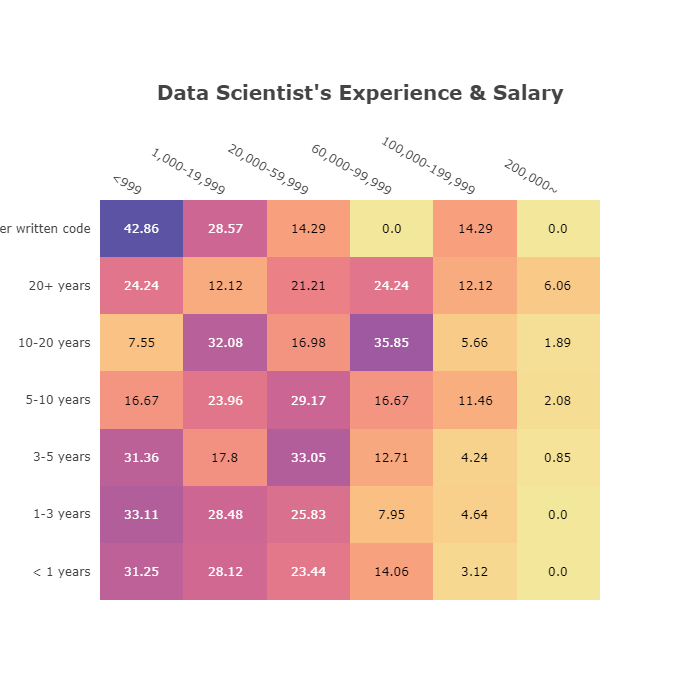 Data Scientist's Experience & Salary
<999 1,000-19,999 20,000-59,999 60,000-99,999 100,000-199,999 200,000~
er written code 42.86 28.57 14.29 0.0 14.29 0.0
20+ years 24.24 12.12 21.21 24.24 12.12 6.06
10-20 years 7.55 32.08 16.98 35.85 5.66 1.89
5-10 years 16.67 23.96 29.17 16.67 11.46 2.08
3-5 years 31.36 17.8 33.05 12.71 4.24 0.85
1-3 years 33.11 28.48 25.83 7.95 4.64 0.0
< 1 years 31.25 28.12 23.44 14.06 3.12 0.0